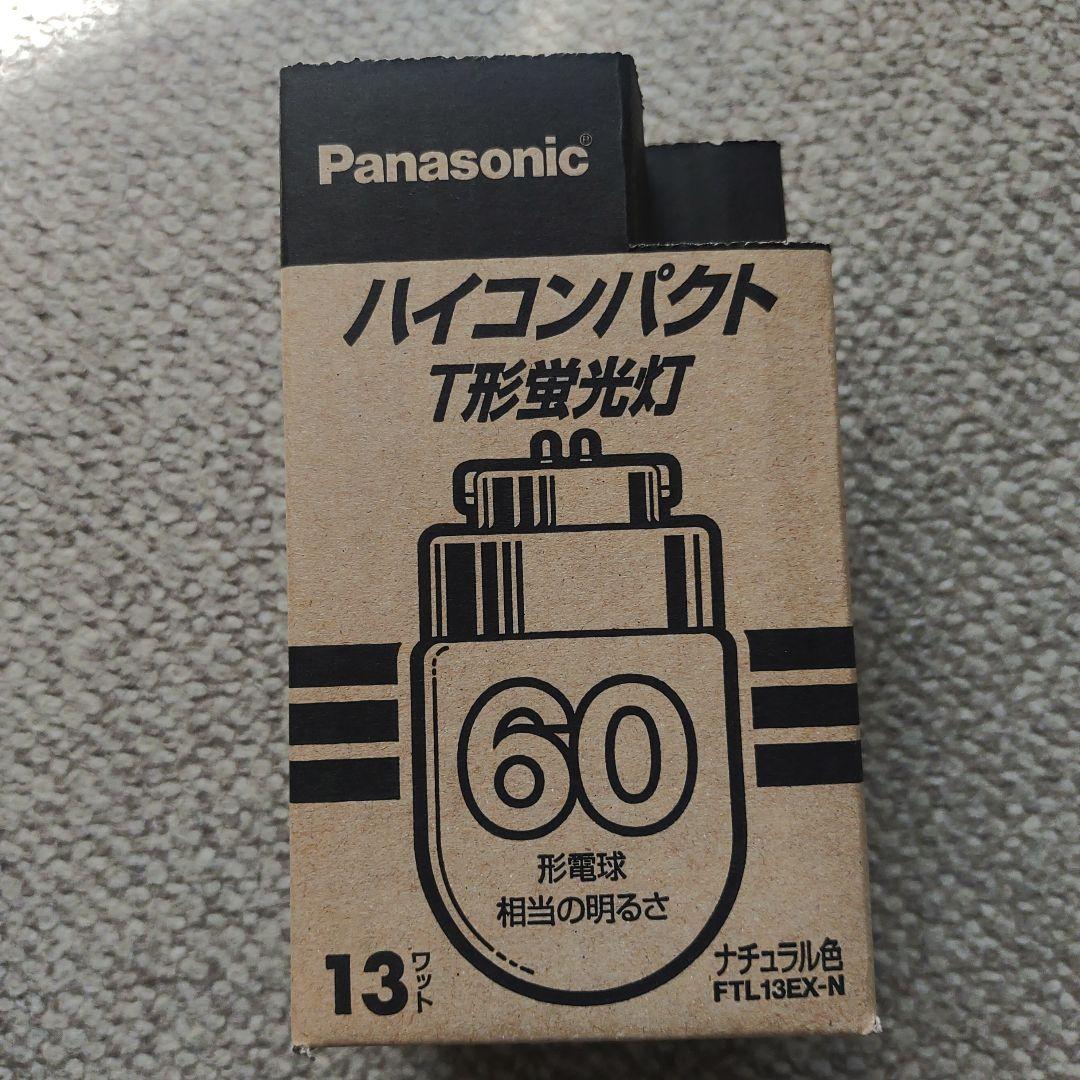 Panasonic®
ハイコンパクト
T形蛍光灯
60
形電球
相当の明るさ
13ワット
ナチュラル色
FTL13EX-N